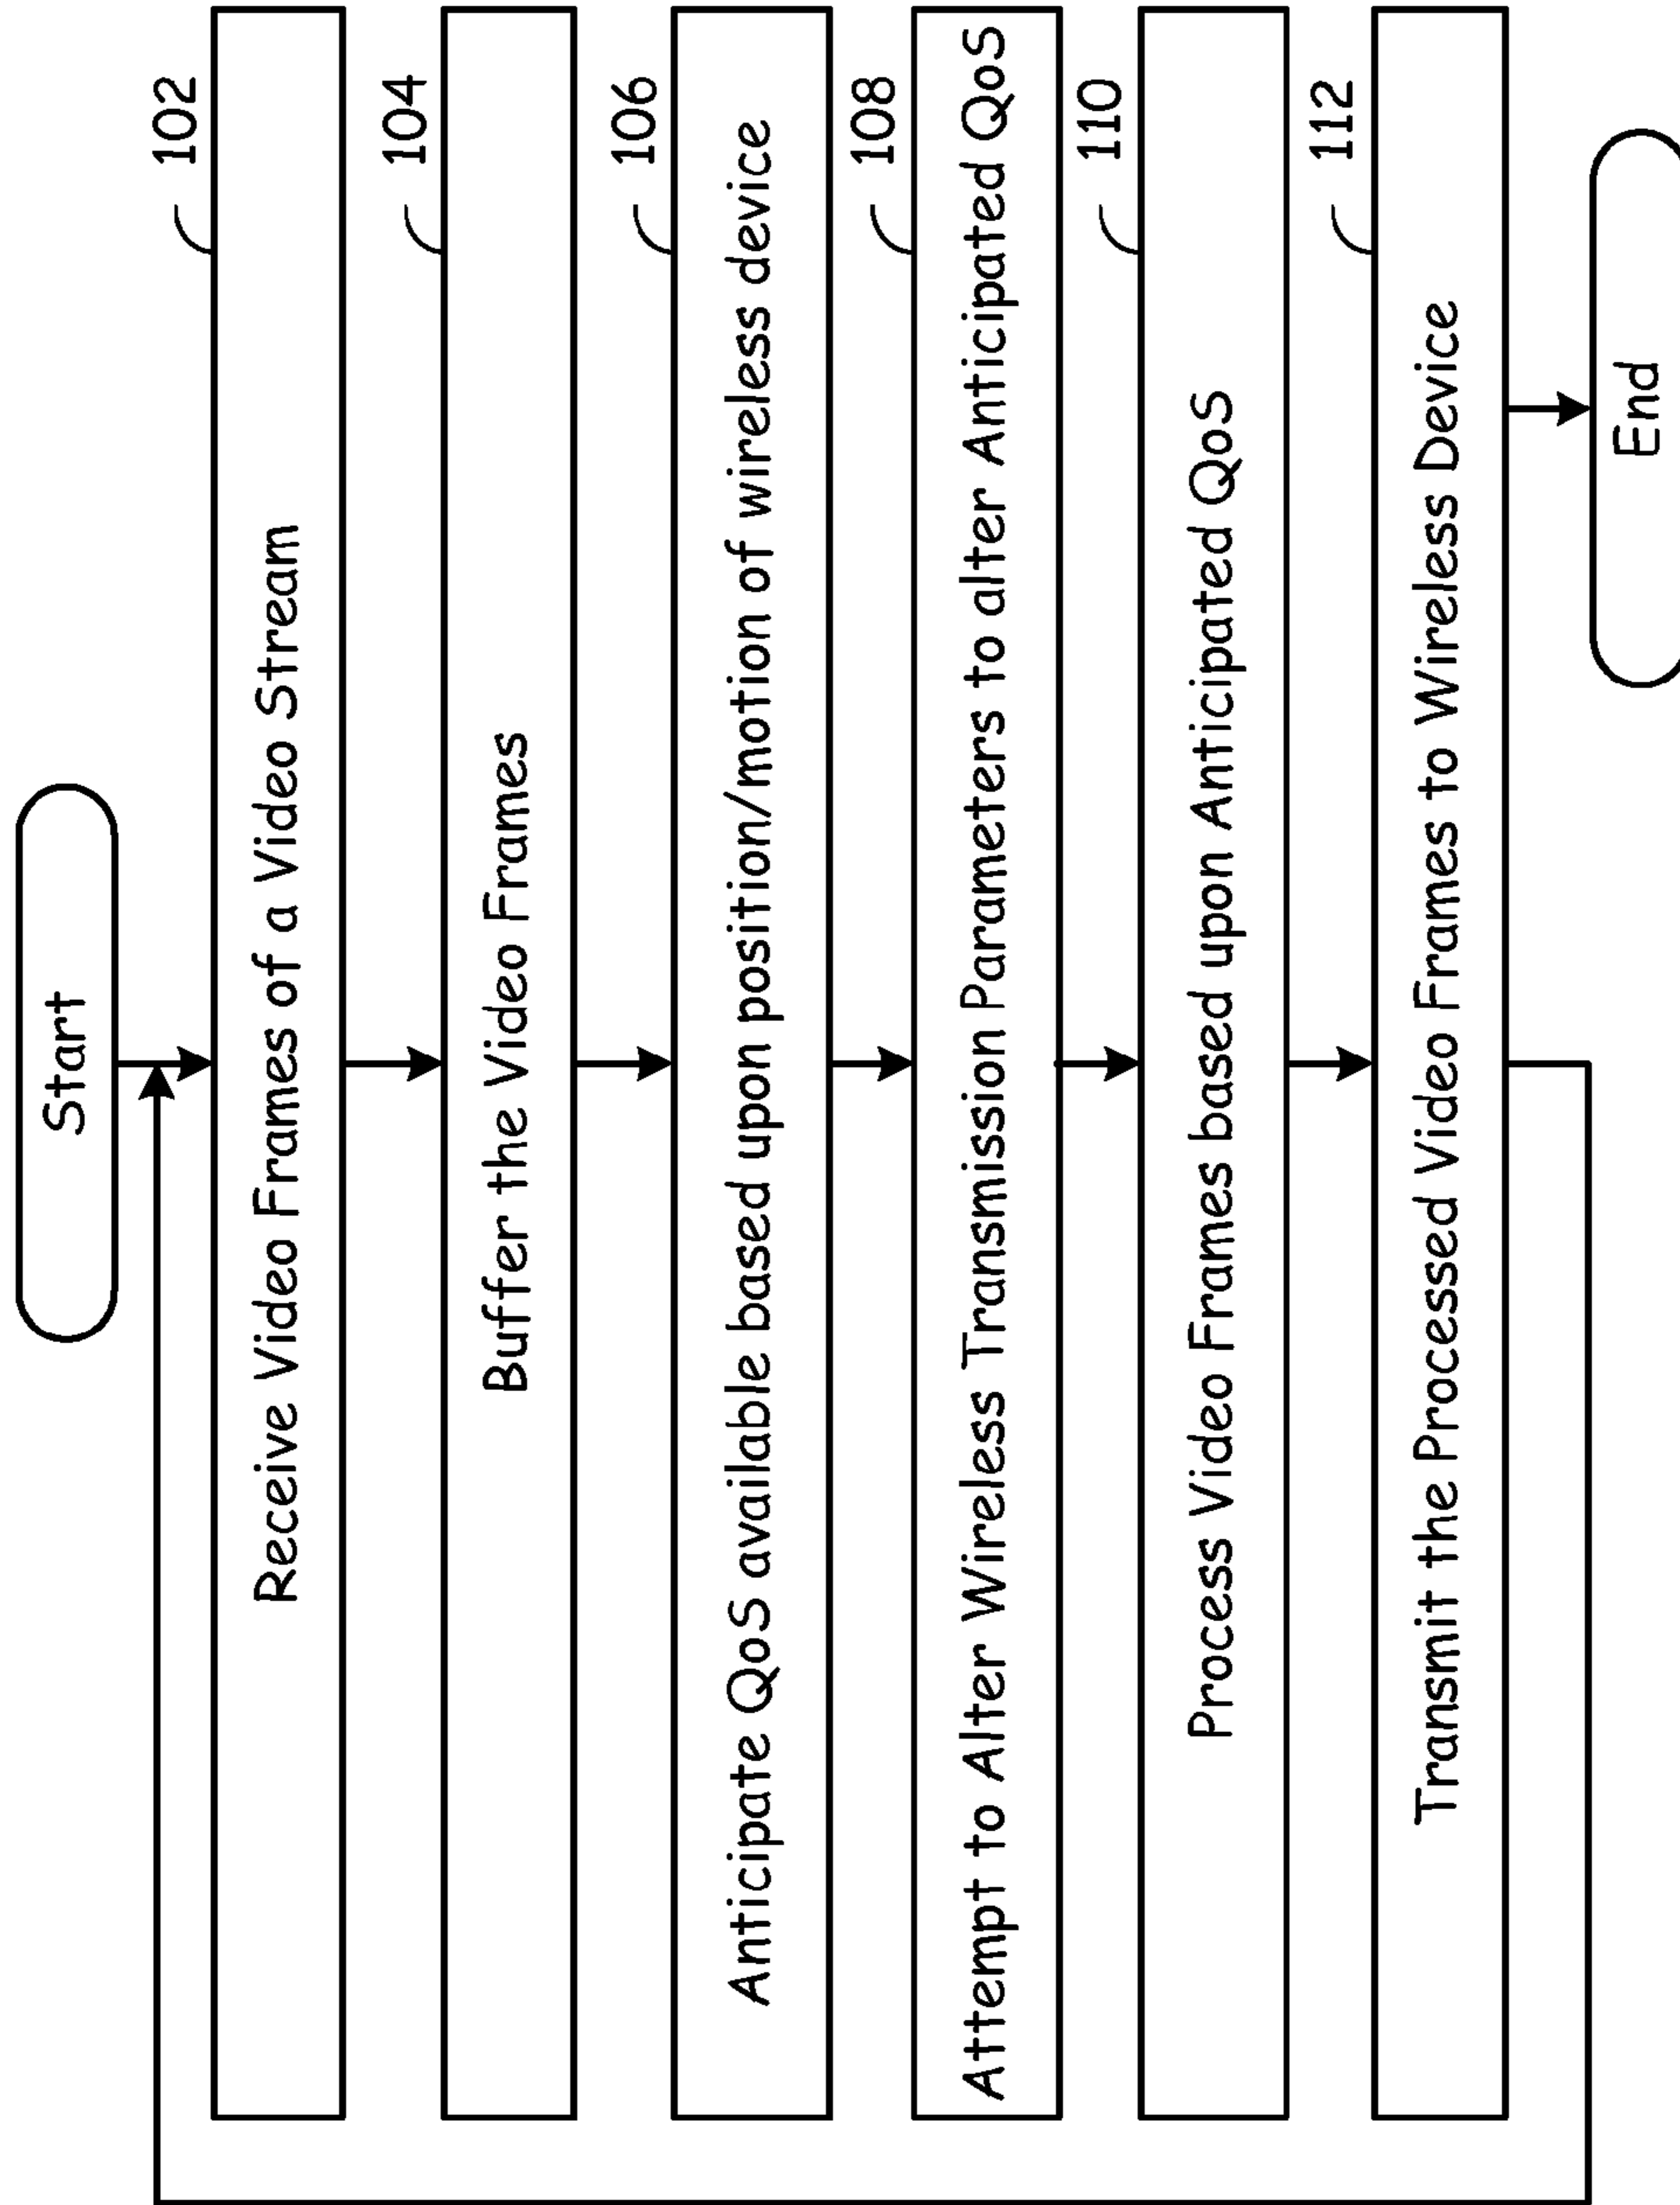 Start
102
Receive Video Frames of a Video Stream
104
Buffer the Video Frames
106
Anticipate QoS available based upon position/motion of wireless device
108
Attempt to Alter Wireless Transmission Parameters to alter Anticipated QoS
110
Process Video Frames based upon Anticipated QoS
112
Transmit the Processed Video Frames to Wireless Device
End